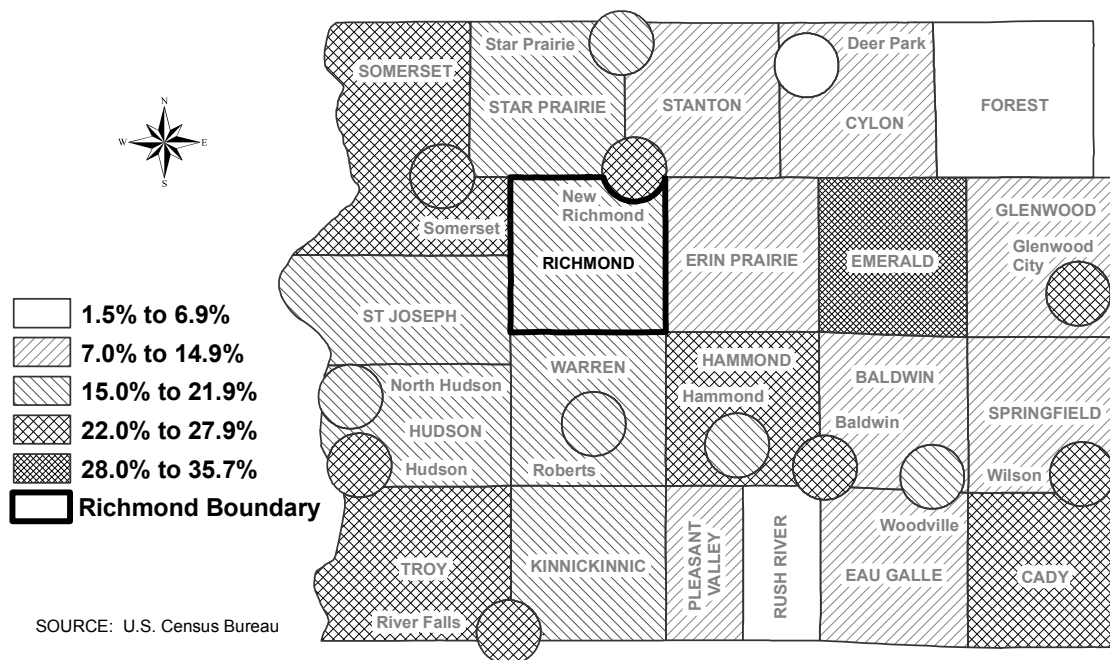 Star Prairie
Deer Park
SOMERSET
STAR PRAIRIE
STANTON
CYLON
FOREST
N
W
E
S
New
Richmond
Somerset
RICHMOND
ERIN PRAIRIE
EMERALD
GLENWOOD
Glenwood
City
ST JOSEPH
1.5% to 6.9%
7.0% to 14.9%
15.0% to 21.9%
22.0% to 27.9%
28.0% to 35.7%
Richmond Boundary
WARREN
HAMMOND
Hammond
BALDWIN
Baldwin
North Hudson
HUDSON
Hudson
Roberts
SPRINGFIELD
Wilson
Woodville
TROY
River Falls
KINNICKINNIC
PLEASANT
VALLEY
RUSH RIVER
EAU GALLE
CADY
SOURCE: U.S. Census Bureau